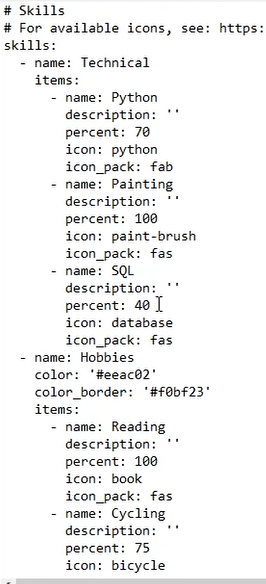 # Skills
# For available icons, see: https:
skills:
  - name: Technical
    items:
      - name: Python
        description: ''
        percent: 70
        icon: python
        icon_pack: fab
      - name: Painting
        description: ''
        percent: 100
        icon: paint-brush
        icon_pack: fas
      - name: SQL
        description: ''
        percent: 40
        icon: database
        icon_pack: fas
  - name: Hobbies
    color: '#eeac02'
    color_border: '#f0bf23'
    items:
      - name: Reading
        description: ''
        percent: 100
        icon: book
        icon_pack: fas
      - name: Cycling
        description: ''
        percent: 75
        icon: bicycle